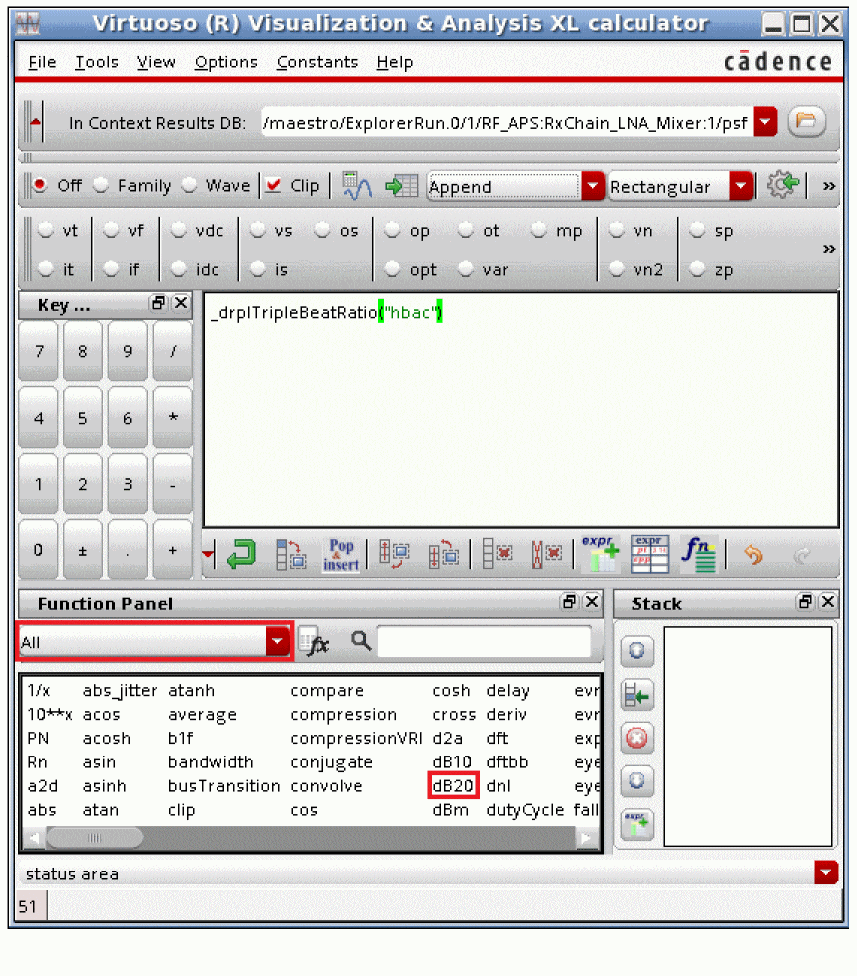 Virtuoso (R) Visualization & Analysis XL calculator
File Tools View Options Constants Help cādence
In Context Results DB: /maestro/ExplorerRun.0/1/RF_APS:RxChain_LNA_Mixer:1/psf
Off Family Wave Clip Append Rectangular »
vt vf vdc vs os op ot mp vn sp
»
it if idc is opt var vn2 zp
Key ...
_drplTripleBeatRatio("hbac")
7 8 9 /
4 5 6 *
1 2 3 -
0 ± . +
Pop & insert expr expr fn
Function Panel Stack
All fx
1/x abs_jitter atanh compare cosh delay evr
10**x acos average compression cross deriv evr
PN acosh b1f compressionVRI d2a dft exp
Rn asin bandwidth conjugate dB10 dftbb eye
a2d asinh busTransition convolve dB20 dnl eye
abs atan clip cos dBm dutyCycle fall
expr
status area
51